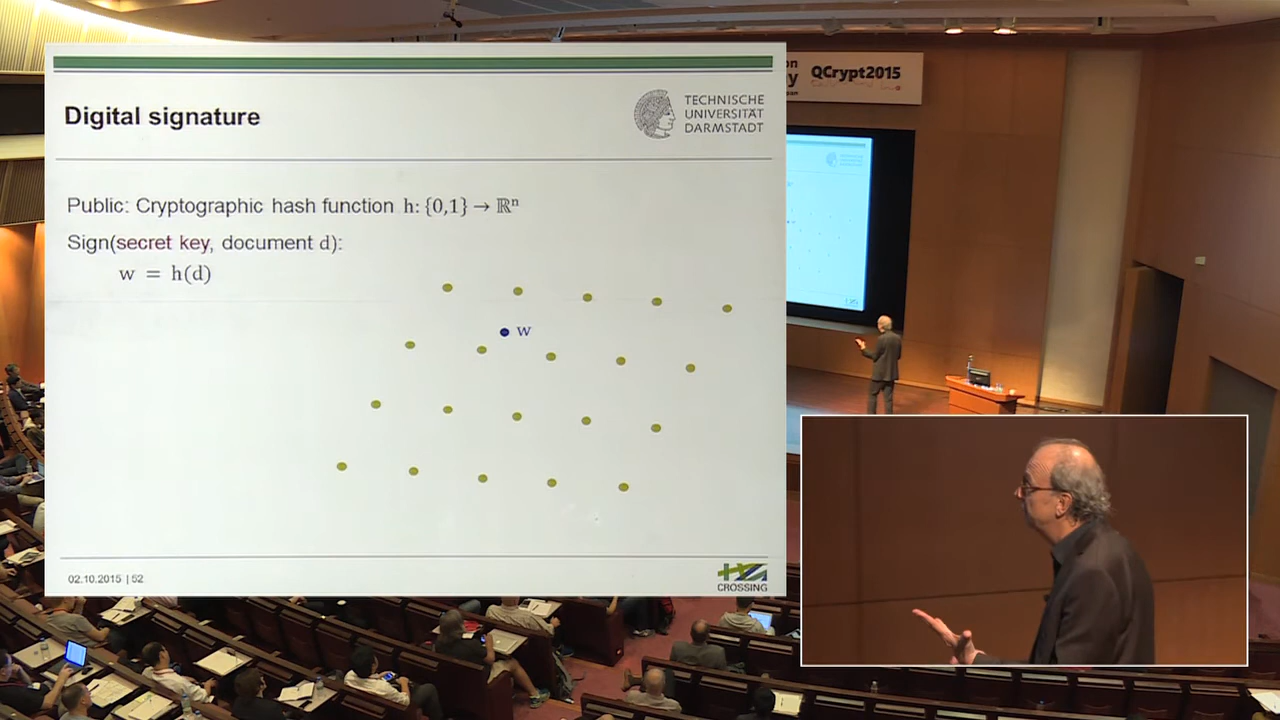 Digital signature
TECHNISCHE
UNIVERSITÄT
DARMSTADT
Public: Cryptographic hash function h: {0,1} → ℝⁿ
Sign(secret key, document d):
w = h(d)
w
02.10.2015 | 52
CROSSING
QCrypt2015